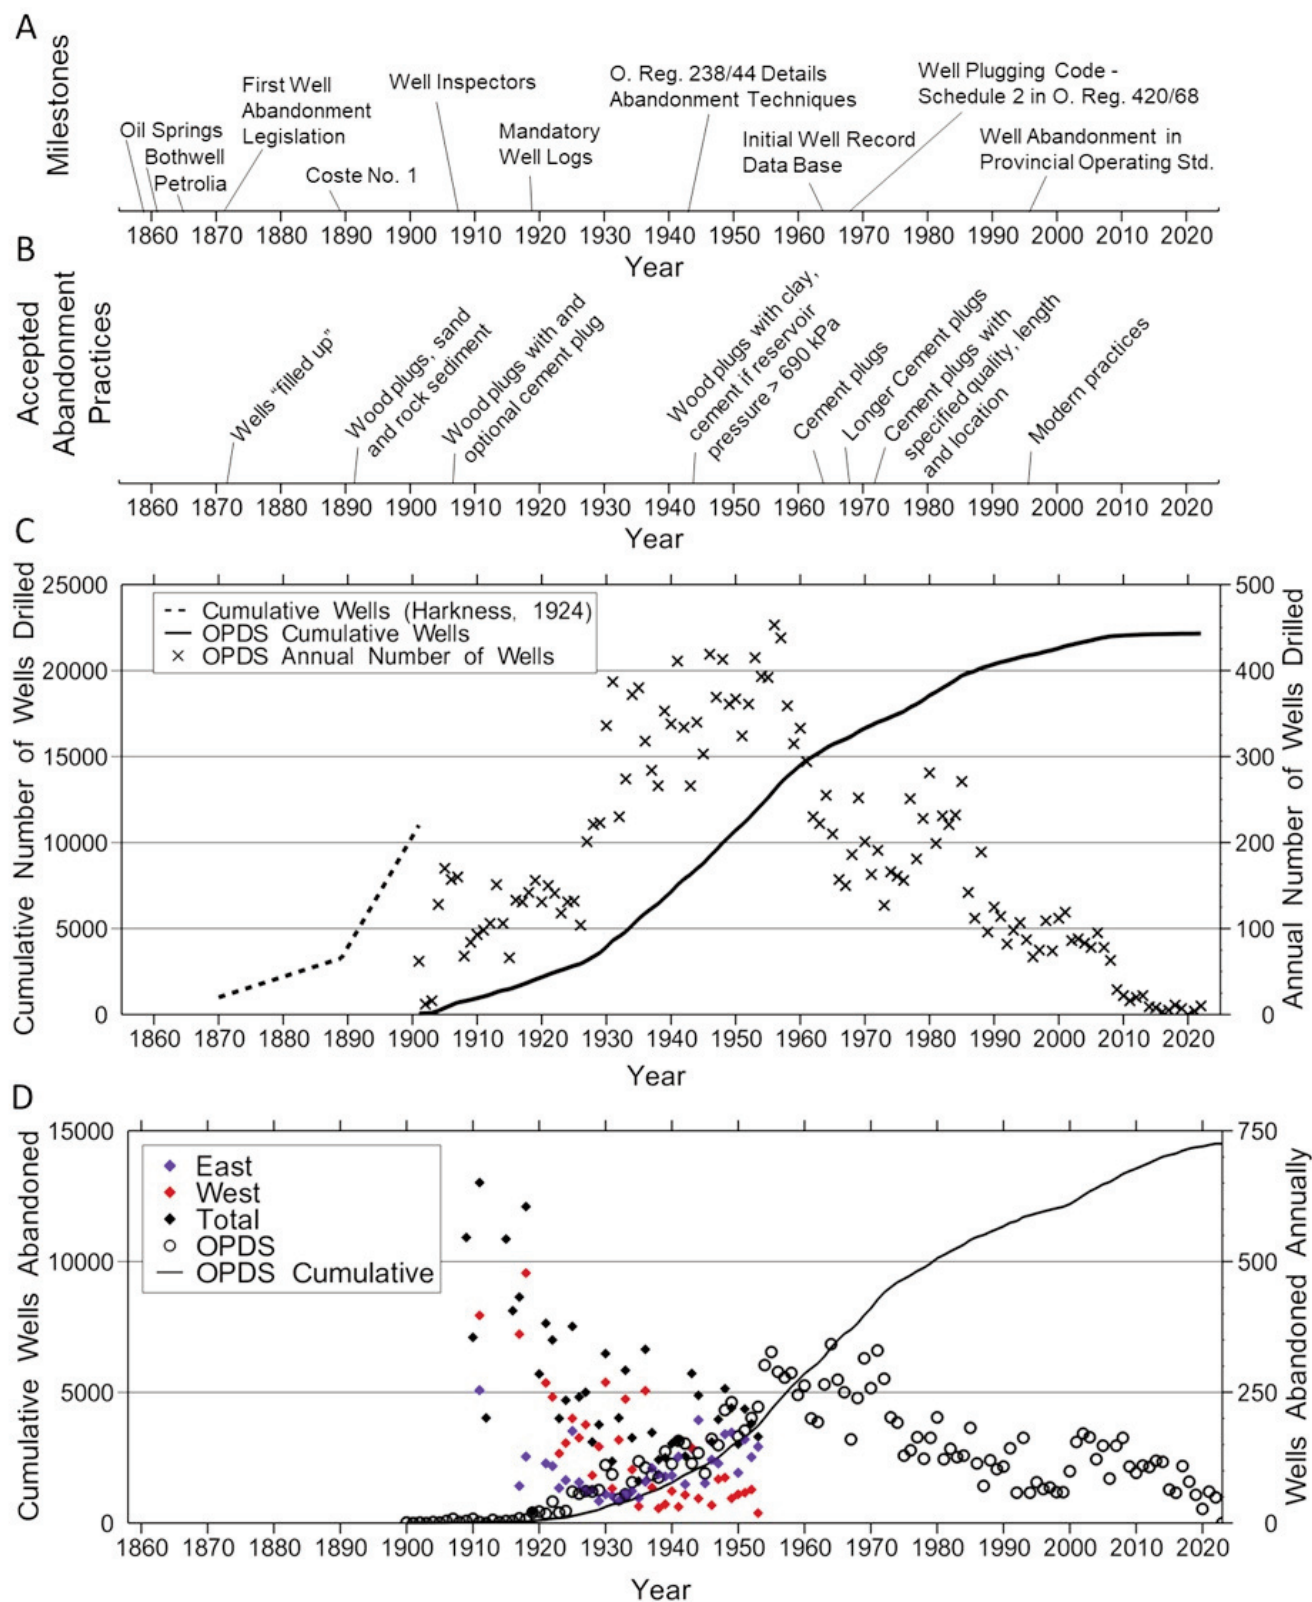 A
Milestones
Oil Springs
Bothwell
Petrolia
First Well
Abandonment
Legislation
Coste No. 1
Well Inspectors
Mandatory
Well Logs
O. Reg. 238/44 Details
Abandonment Techniques
Initial Well Record
Data Base
Well Plugging Code -
Schedule 2 in O. Reg. 420/68
Well Abandonment in
Provincial Operating Std.
1860 1870 1880 1890 1900 1910 1920 1930 1940 1950 1960 1970 1980 1990 2000 2010 2020
Year
B
Accepted
Abandonment
Practices
Wells “filled up”
Wood plugs, sand
and rock sediment
Wood plugs with and
optional cement plug
Wood plugs with clay,
cement if reservoir
pressure > 690 kPa
Cement plugs
Longer Cement plugs
Cement plugs with
specified quality, length
and location
Modern practices
1860 1870 1880 1890 1900 1910 1920 1930 1940 1950 1960 1970 1980 1990 2000 2010 2020
Year
C
Cumulative Number of Wells Drilled
25000
20000
15000
10000
5000
0
Cumulative Wells (Harkness, 1924)
OPDS Cumulative Wells
OPDS Annual Number of Wells
500
400
300
200
100
0
Annual Number of Wells Drilled
1860 1870 1880 1890 1900 1910 1920 1930 1940 1950 1960 1970 1980 1990 2000 2010 2020
Year
D
Cumulative Wells Abandoned
15000
10000
5000
0
East
West
Total
OPDS
OPDS Cumulative
750
500
250
0
Wells Abandoned Annually
1860 1870 1880 1890 1900 1910 1920 1930 1940 1950 1960 1970 1980 1990 2000 2010 2020
Year